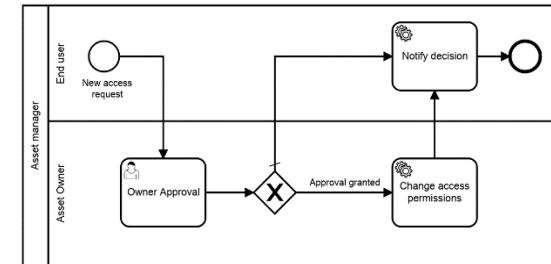 Asset manager
End user
New access
request
Notify decision
Asset Owner
Owner Approval
X
Approval granted
Change access
permissions